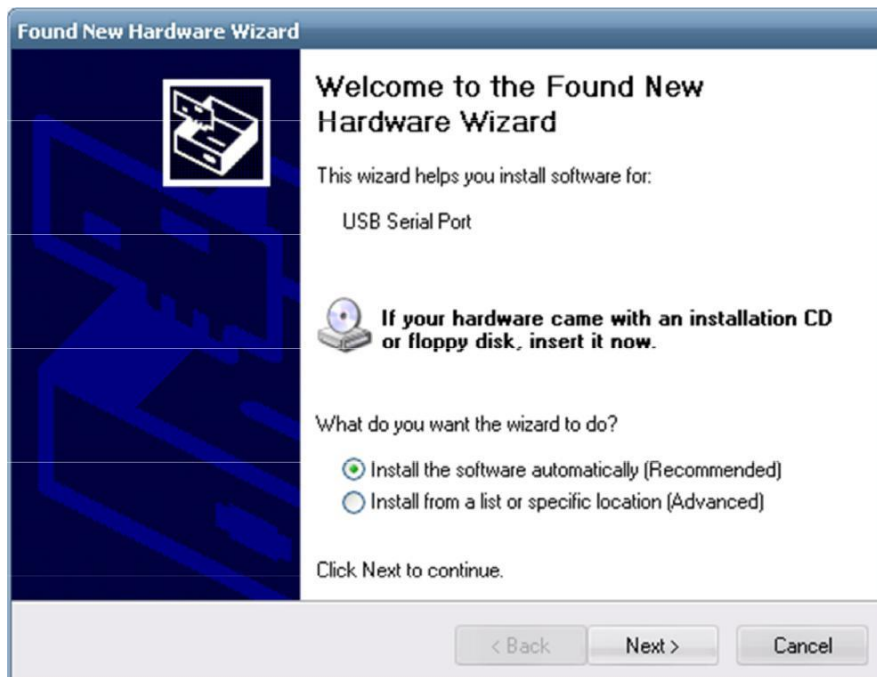 Found New Hardware Wizard
Welcome to the Found New
Hardware Wizard
This wizard helps you install software for:
USB Serial Port
If your hardware came with an installation CD
or floppy disk, insert it now.
What do you want the wizard to do?
Install the software automatically (Recommended)
Install from a list or specific location (Advanced)
Click Next to continue.
< Back Next > Cancel